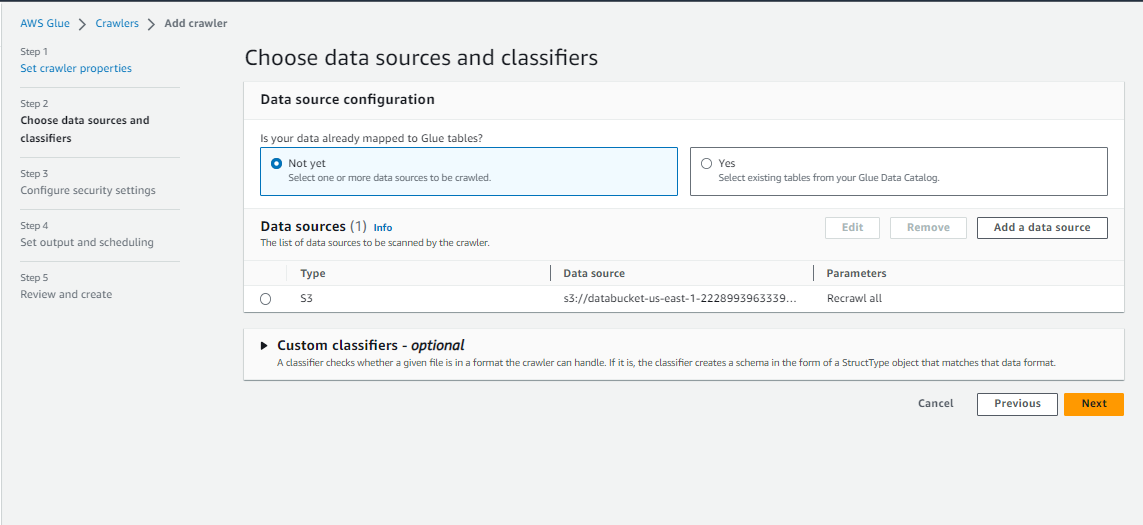 AWS Glue > Crawlers > Add crawler
Step 1
Set crawler properties
Step 2
Choose data sources and
classifiers
Step 3
Configure security settings
Step 4
Set output and scheduling
Step 5
Review and create
Choose data sources and classifiers
Data source configuration
Is your data already mapped to Glue tables?
Not yet
Select one or more data sources to be crawled.
Yes
Select existing tables from your Glue Data Catalog.
Data sources (1) Info
The list of data sources to be scanned by the crawler.
Edit
Remove
Add a data source
Type Data source Parameters
S3 s3://databucket-us-east-1-2228993963339... Recrawl all
Custom classifiers - optional
A classifier checks whether a given file is in a format the crawler can handle. If it is, the classifier creates a schema in the form of a StructType object that matches that data format.
Cancel
Previous
Next